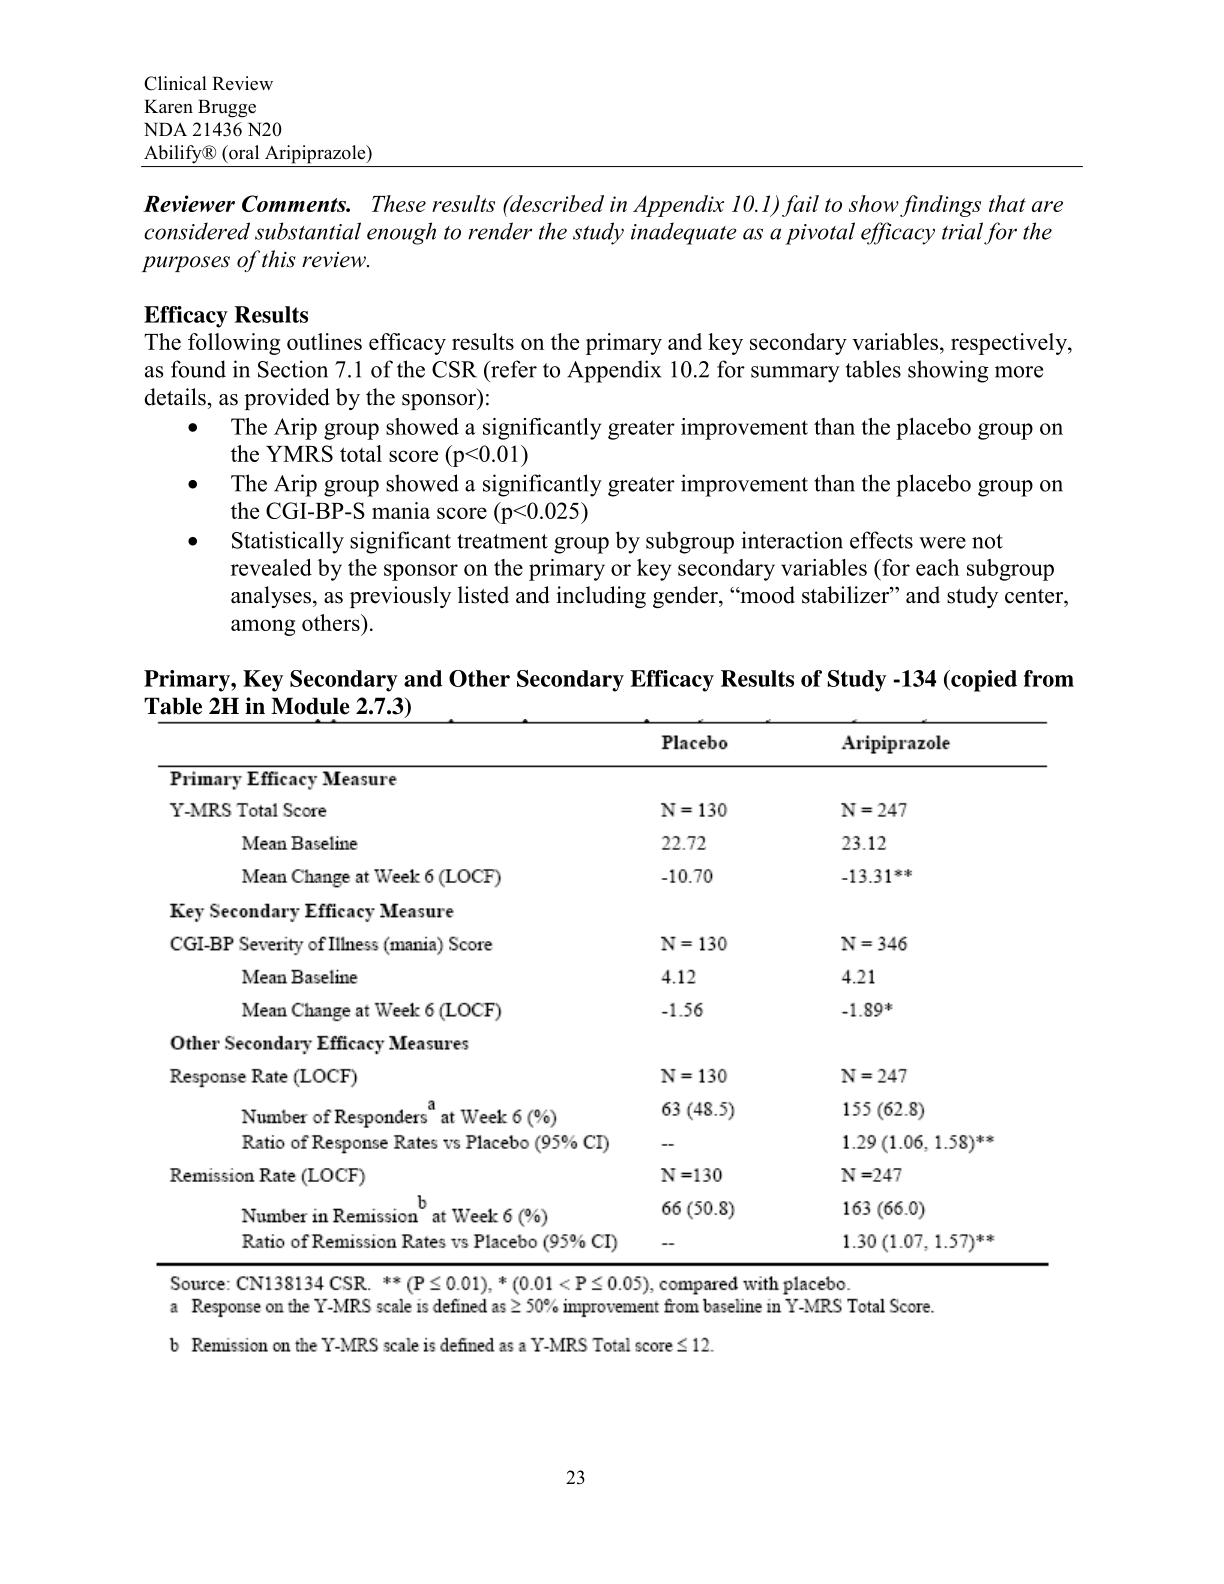 Clinical Review
Karen Brugge
NDA 21436 N20
Abilify® (oral Aripiprazole)
Reviewer Comments. These results (described in Appendix 10.1) fail to show findings that are
considered substantial enough to render the study inadequate as a pivotal efficacy trial for the
purposes of this review.
Efficacy Results
The following outlines efficacy results on the primary and key secondary variables, respectively,
as found in Section 7.1 of the CSR (refer to Appendix 10.2 for summary tables showing more
details, as provided by the sponsor):
• The Arip group showed a significantly greater improvement than the placebo group on
the YMRS total score (p<0.01)
• The Arip group showed a significantly greater improvement than the placebo group on
the CGI-BP-S mania score (p<0.025)
• Statistically significant treatment group by subgroup interaction effects were not
revealed by the sponsor on the primary or key secondary variables (for each subgroup
analyses, as previously listed and including gender, “mood stabilizer” and study center,
among others).
Primary, Key Secondary and Other Secondary Efficacy Results of Study -134 (copied from
Table 2H in Module 2.7.3)
Placebo Aripiprazole
Primary Efficacy Measure
Y-MRS Total Score N = 130 N = 247
Mean Baseline 22.72 23.12
Mean Change at Week 6 (LOCF) -10.70 -13.31**
Key Secondary Efficacy Measure
CGI-BP Severity of Illness (mania) Score N = 130 N = 346
Mean Baseline 4.12 4.21
Mean Change at Week 6 (LOCF) -1.56 -1.89*
Other Secondary Efficacy Measures
Response Rate (LOCF) N = 130 N = 247
Number of Responders a at Week 6 (%) 63 (48.5) 155 (62.8)
Ratio of Response Rates vs Placebo (95% CI) -- 1.29 (1.06, 1.58)**
Remission Rate (LOCF) N =130 N =247
Number in Remission b at Week 6 (%) 66 (50.8) 163 (66.0)
Ratio of Remission Rates vs Placebo (95% CI) -- 1.30 (1.07, 1.57)**
Source: CN138134 CSR. ** (P ≤ 0.01), * (0.01 < P ≤ 0.05), compared with placebo.
a Response on the Y-MRS scale is defined as ≥ 50% improvement from baseline in Y-MRS Total Score.
b Remission on the Y-MRS scale is defined as a Y-MRS Total score ≤ 12.
23